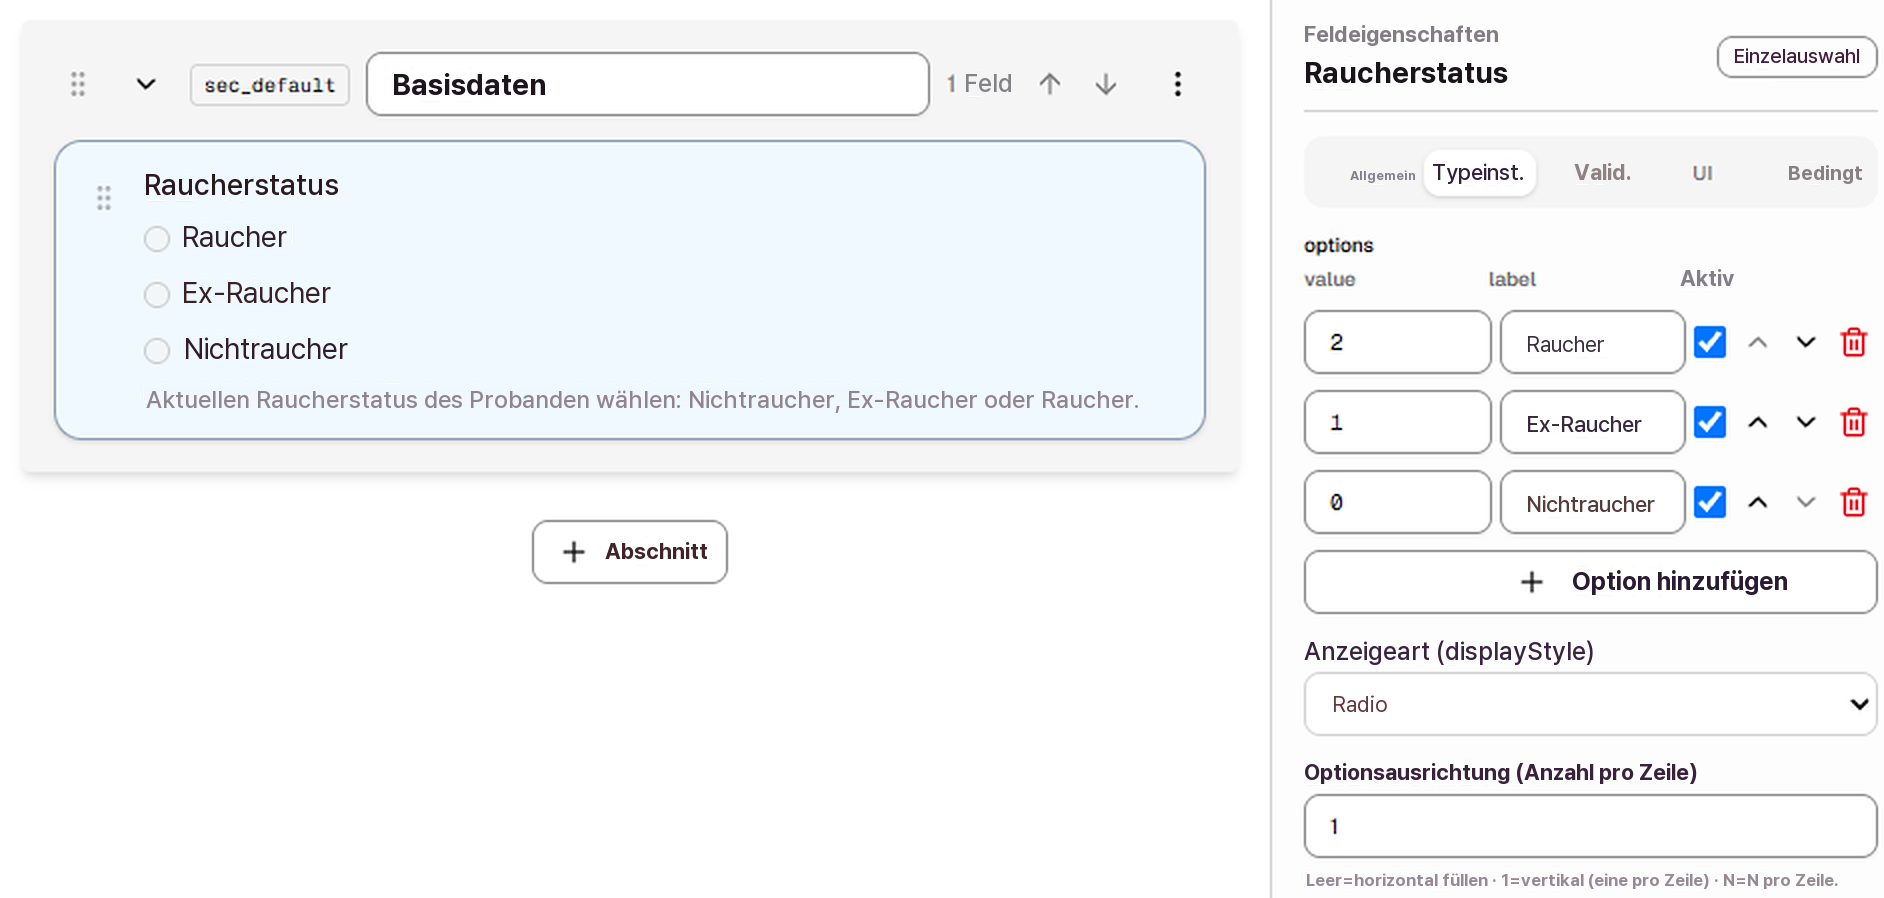 sec_default Basisdaten 1 Feld
Raucherstatus
Raucher
Ex-Raucher
Nichtraucher
Aktuellen Raucherstatus des Probanden wählen: Nichtraucher, Ex-Raucher oder Raucher.
+ Abschnitt
Feldeigenschaften
Raucherstatus
Einzelauswahl
Allgemein Typeinst. Valid. UI Bedingt
options
value label Aktiv
2 Raucher
1 Ex-Raucher
0 Nichtraucher
+ Option hinzufügen
Anzeigeart (displayStyle)
Radio
Optionsausrichtung (Anzahl pro Zeile)
1
Leer=horizontal füllen · 1=vertikal (eine pro Zeile) · N=N pro Zeile.